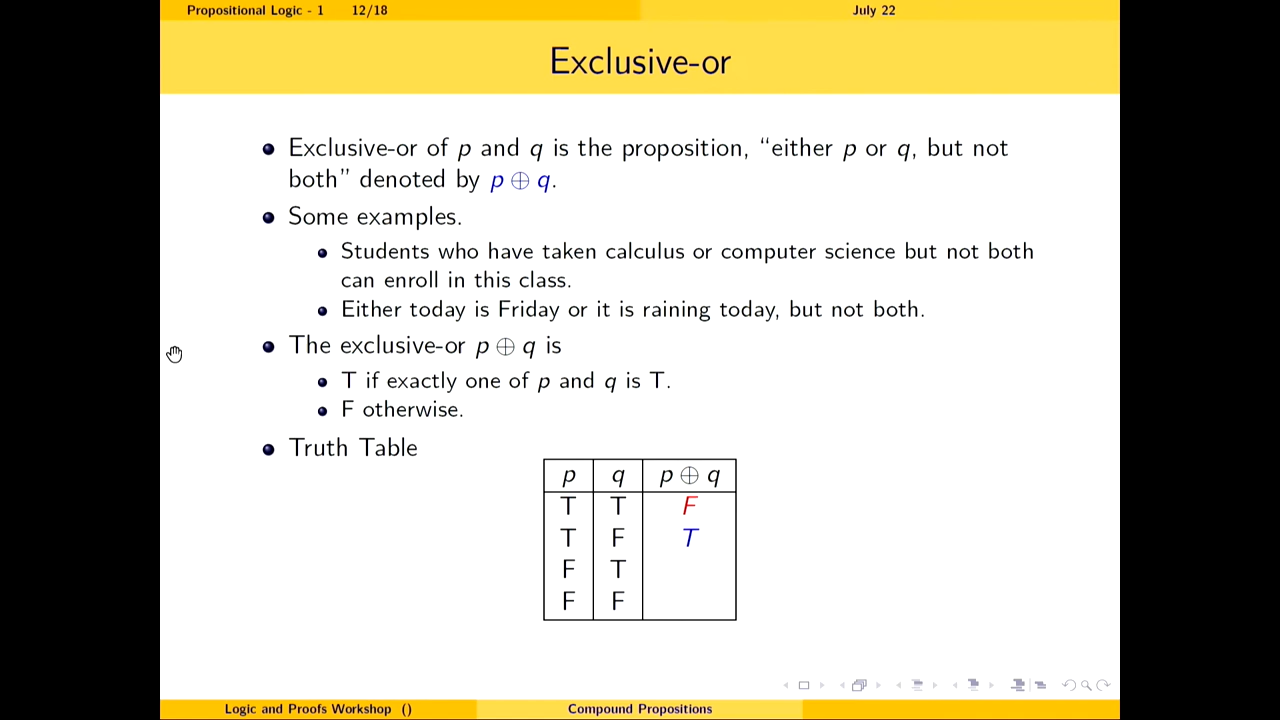 Propositional Logic - 1 12/18 July 22
Exclusive-or
Exclusive-or of p and q is the proposition, “either p or q, but not
both” denoted by p ⊕ q.
Some examples.
Students who have taken calculus or computer science but not both
can enroll in this class.
Either today is Friday or it is raining today, but not both.
The exclusive-or p ⊕ q is
T if exactly one of p and q is T.
F otherwise.
Truth Table
p q p ⊕ q
T T F
T F T
F T
F F
Logic and Proofs Workshop () Compound Propositions